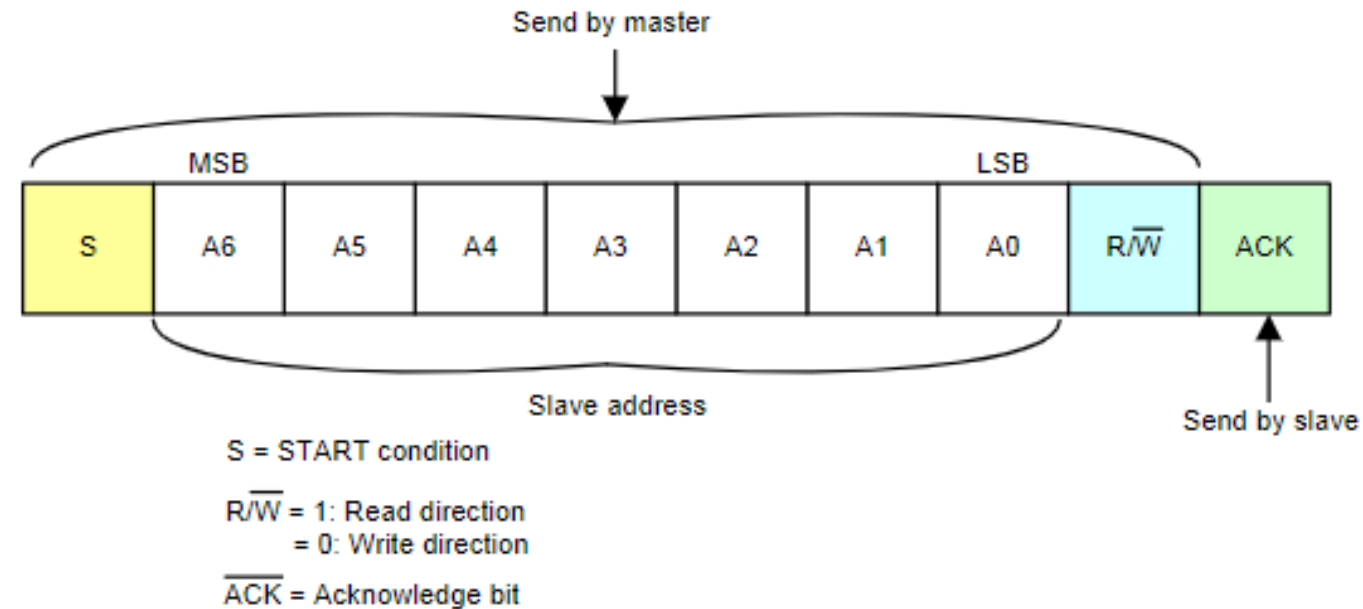 Send by master
MSB LSB
S A6 A5 A4 A3 A2 A1 A0 R/W̅ ACK
Slave address
Send by slave
S = START condition
R/W̅ = 1: Read direction
= 0: Write direction
A̅C̅K̅ = Acknowledge bit